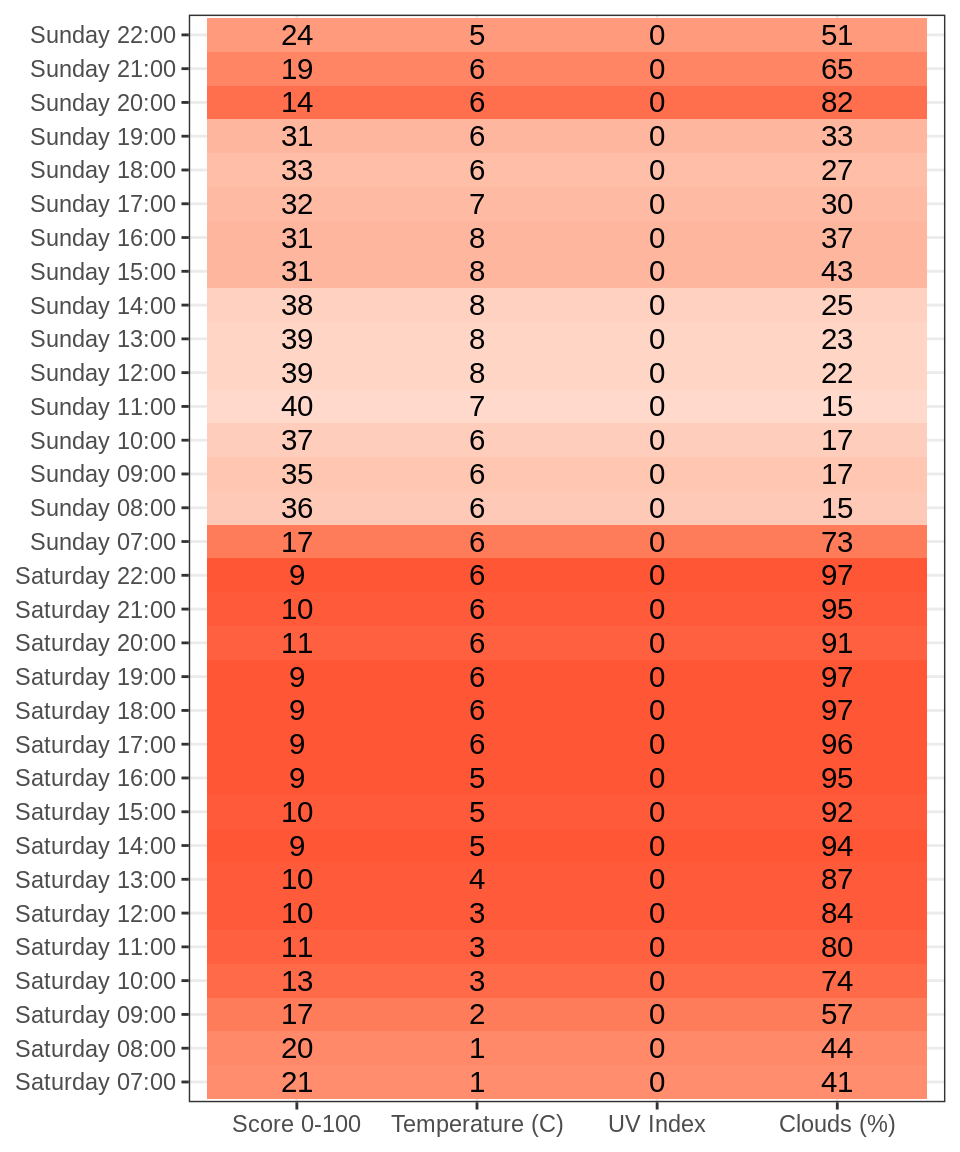 Sunday 22:00 24 5 0 51
Sunday 21:00 19 6 0 65
Sunday 20:00 14 6 0 82
Sunday 19:00 31 6 0 33
Sunday 18:00 33 6 0 27
Sunday 17:00 32 7 0 30
Sunday 16:00 31 8 0 37
Sunday 15:00 31 8 0 43
Sunday 14:00 38 8 0 25
Sunday 13:00 39 8 0 23
Sunday 12:00 39 8 0 22
Sunday 11:00 40 7 0 15
Sunday 10:00 37 6 0 17
Sunday 09:00 35 6 0 17
Sunday 08:00 36 6 0 15
Sunday 07:00 17 6 0 73
Saturday 22:00 9 6 0 97
Saturday 21:00 10 6 0 95
Saturday 20:00 11 6 0 91
Saturday 19:00 9 6 0 97
Saturday 18:00 9 6 0 97
Saturday 17:00 9 6 0 96
Saturday 16:00 9 5 0 95
Saturday 15:00 10 5 0 92
Saturday 14:00 9 5 0 94
Saturday 13:00 10 4 0 87
Saturday 12:00 10 3 0 84
Saturday 11:00 11 3 0 80
Saturday 10:00 13 3 0 74
Saturday 09:00 17 2 0 57
Saturday 08:00 20 1 0 44
Saturday 07:00 21 1 0 41
Score 0-100 Temperature (C) UV Index Clouds (%)